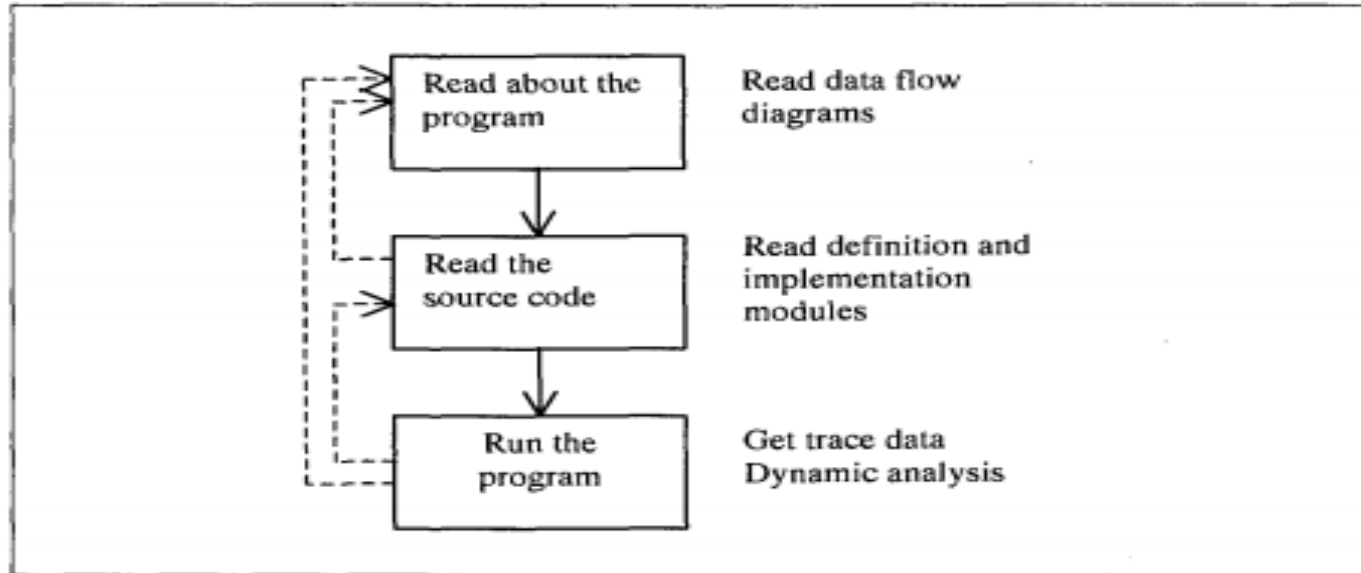 Read about the
program
Read data flow
diagrams
Read the
source code
Read definition and
implementation
modules
Run the
program
Get trace data
Dynamic analysis